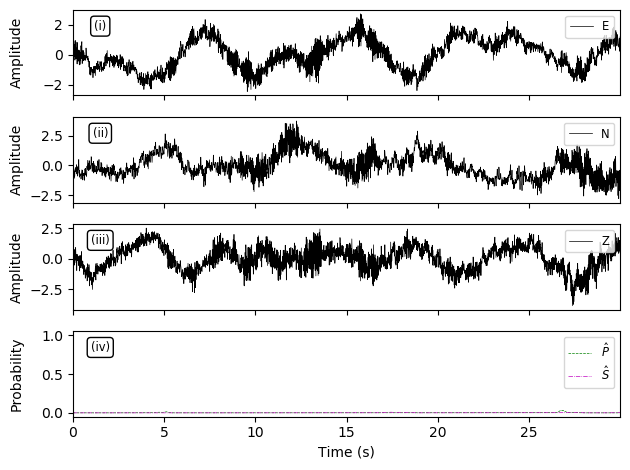 (i)
E
Amplitude
2
0
−2
(ii)
N
Amplitude
2.5
0.0
−2.5
(iii)
Z
Amplitude
2.5
0.0
−2.5
(iv)
P̂
Ŝ
Probability
1.0
0.5
0.0
0 5 10 15 20 25
Time (s)